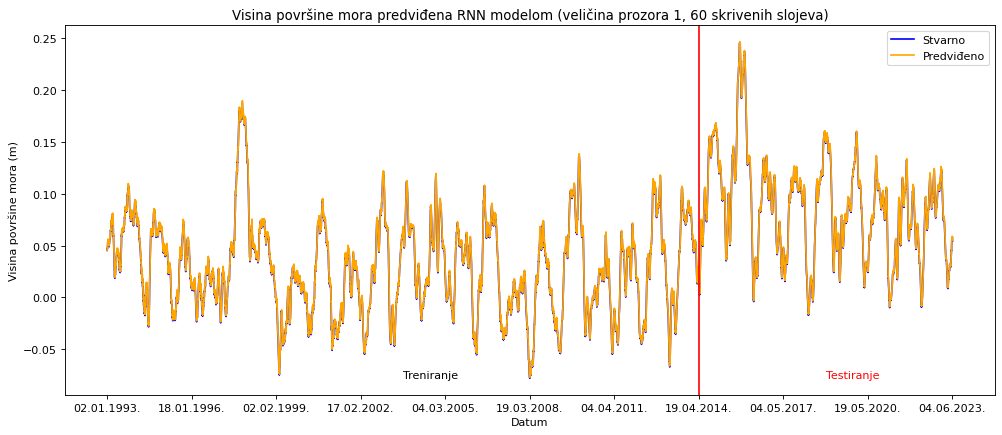 Visina površine mora predviđena RNN modelom (veličina prozora 1, 60 skrivenih slojeva)
Stvarno
Predviđeno
Visina površine mora (m)
0.25
0.20
0.15
0.10
0.05
0.00
−0.05
Treniranje
Testiranje
02.01.1993.
18.01.1996.
02.02.1999.
17.02.2002.
04.03.2005.
19.03.2008.
04.04.2011.
19.04.2014.
04.05.2017.
19.05.2020.
04.06.2023.
Datum